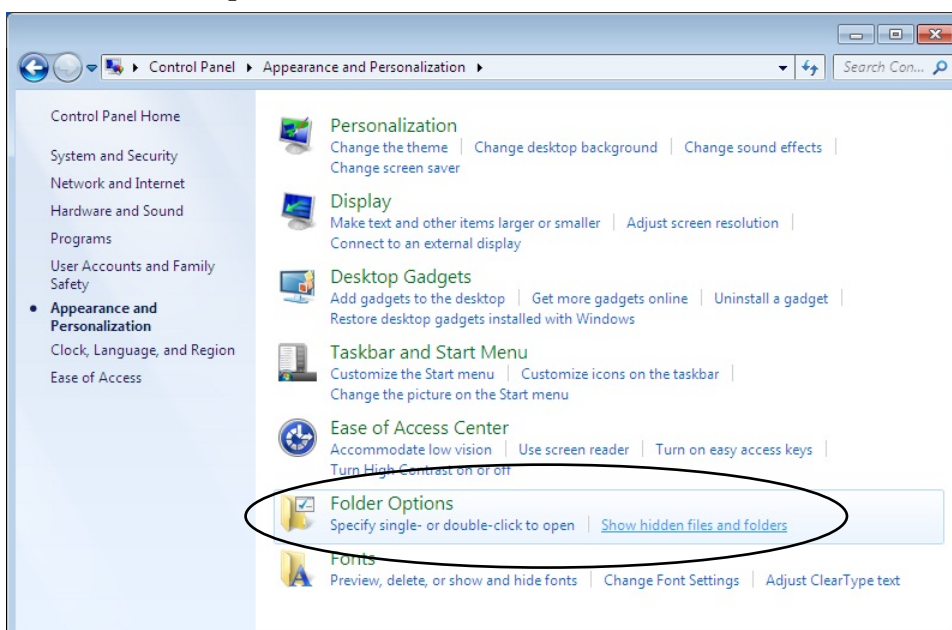 Control Panel Appearance and Personalization Search Con...
Control Panel Home
System and Security
Network and Internet
Hardware and Sound
Programs
User Accounts and Family
Safety
Appearance and
Personalization
Clock, Language, and Region
Ease of Access
Personalization
Change the theme Change desktop background Change sound effects
Change screen saver
Display
Make text and other items larger or smaller Adjust screen resolution
Connect to an external display
Desktop Gadgets
Add gadgets to the desktop Get more gadgets online Uninstall a gadget
Restore desktop gadgets installed with Windows
Taskbar and Start Menu
Customize the Start menu Customize icons on the taskbar
Change the picture on the Start menu
Ease of Access Center
Accommodate low vision Use screen reader Turn on easy access keys
Turn High Contrast on or off
Folder Options
Specify single- or double-click to open Show hidden files and folders
Fonts
Preview, delete, or show and hide fonts Change Font Settings Adjust ClearType text